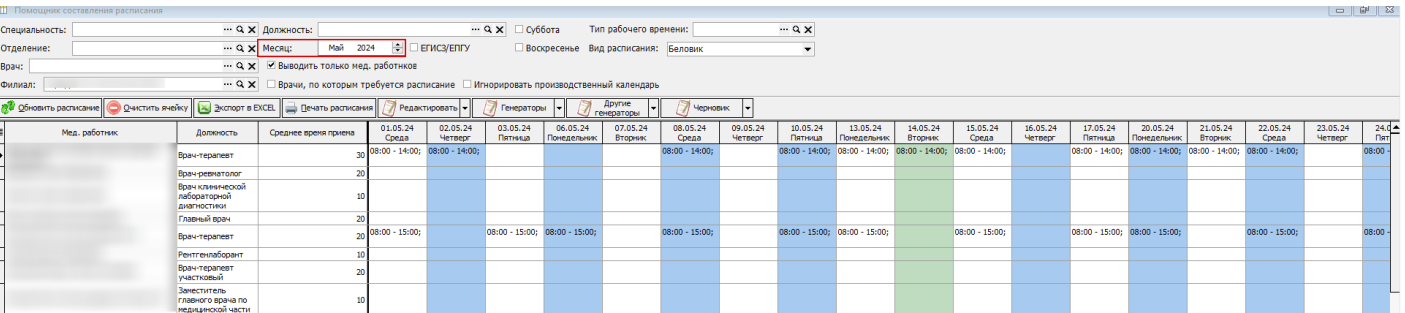 Помощник составления расписания
Специальность: ... Должность: ... Суббота Тип рабочего времени: ...
Отделение: ... Месяц: Май 2024 ЕГИСЗ/ЕПГУ Воскресенье Вид расписания: Беловик
Врач: ... Выводить только мед. работнков
Филиал: ... Врачи, по которым требуется расписание Игнорировать производственный календарь
Обновить расписание Очистить ячейку Экспорт в EXCEL Печать расписания Редактировать Генераторы Другие генераторы Черновик
Мед. работник Должность Среднее время приема 01.05.24 Среда 02.05.24 Четверг 03.05.24 Пятница 06.05.24 Понедельник 07.05.24 Вторник 08.05.24 Среда 09.05.24 Четверг 10.05.24 Пятница 13.05.24 Понедельник 14.05.24 Вторник 15.05.24 Среда 16.05.24 Четверг 17.05.24 Пятница 20.05.24 Понедельник 21.05.24 Вторник 22.05.24 Среда 23.05.24 Четверг 24.0 Пят
Врач-терапевт 30 08:00 - 14:00; 08:00 - 14:00; 08:00 - 14:00; 08:00 - 14:00; 08:00 - 14:00; 08:00 - 14:00; 08:00 - 14:00; 08:00 - 14:00; 08:00 - 14:00; 08:00 - 14:00; 08:00 - 14:00; 08:00 -
Врач-ревматолог 20
Врач клинической лабораторной диагностики 10
Главный врач 20
Врач-терапевт 20 08:00 - 15:00; 08:00 - 15:00; 08:00 - 15:00; 08:00 - 15:00; 08:00 - 15:00; 08:00 - 15:00; 08:00 - 15:00; 08:00 - 15:00; 08:00 - 15:00; 08:00 - 15:00; 08:00 -
Рентгенлаборант 10
Врач-терапевт участковый 20
Заместитель главного врача по медицинской части 10